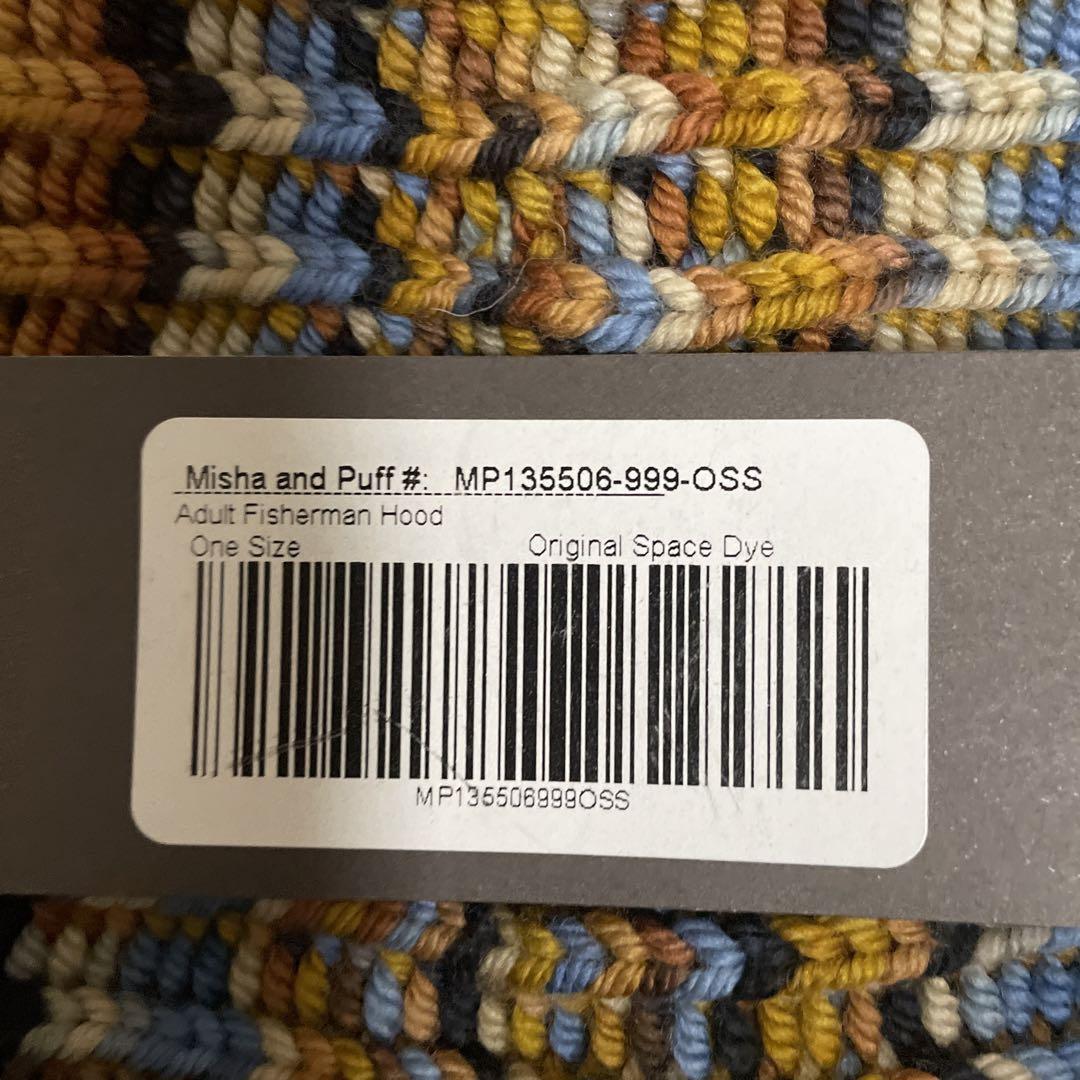 Misha and Puff #: MP135506-999-OSS
Adult Fisherman Hood
One Size Original Space Dye
MP135506999OSS